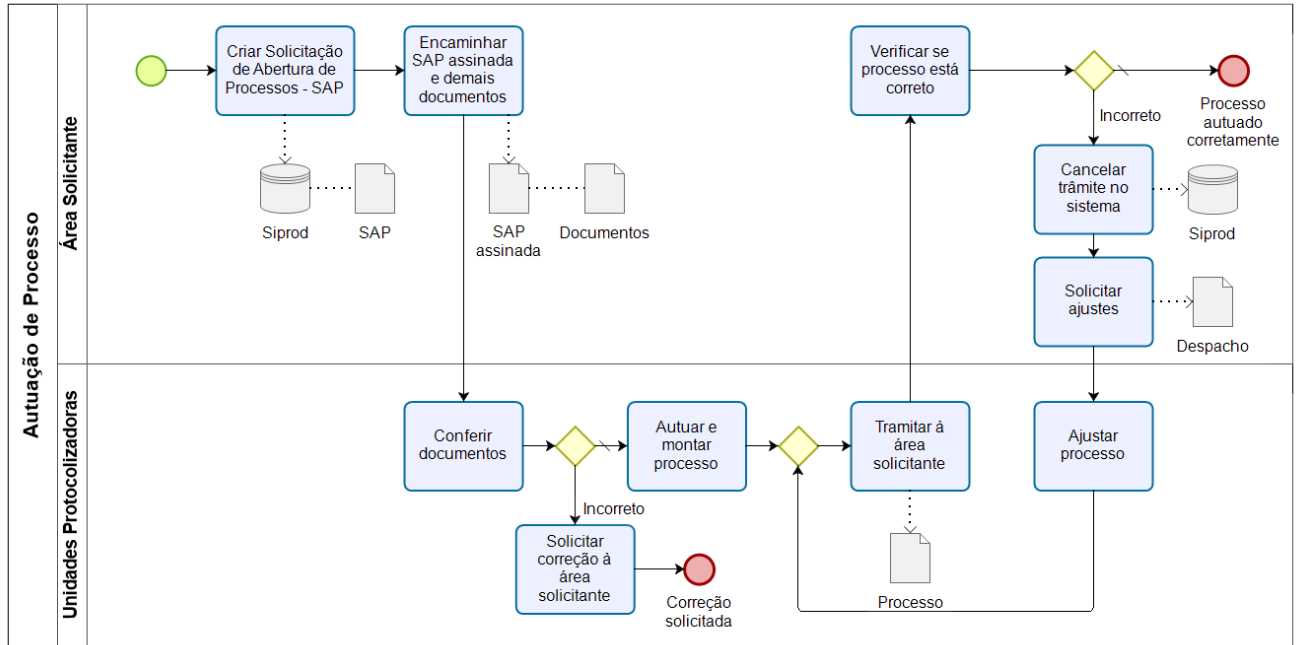 Autuação de Processo
Área Solicitante
Criar Solicitação
de Abertura de
Processos - SAP
Encaminhar
SAP assinada
e demais
documentos
Verificar se
processo está
correto
Incorreto
Processo
autuado
corretamente
Siprod
SAP
SAP
assinada
Documentos
Cancelar
trâmite no
sistema
Siprod
Solicitar
ajustes
Despacho
Unidades Protocolizadoras
Conferir
documentos
Autuar e
montar
processo
Tramitar à
área
solicitante
Ajustar
processo
Incorreto
Solicitar
correção à
área
solicitante
Correção
solicitada
Processo